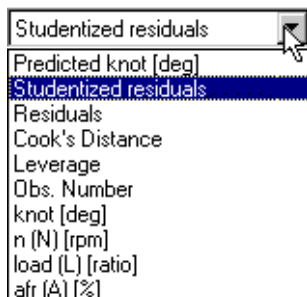 Studentized residuals
Predicted knot [deg]
Studentized residuals
Residuals
Cook's Distance
Leverage
Obs. Number
knot [deg]
n (N) [rpm]
load (L) [ratio]
afr (A) [%]